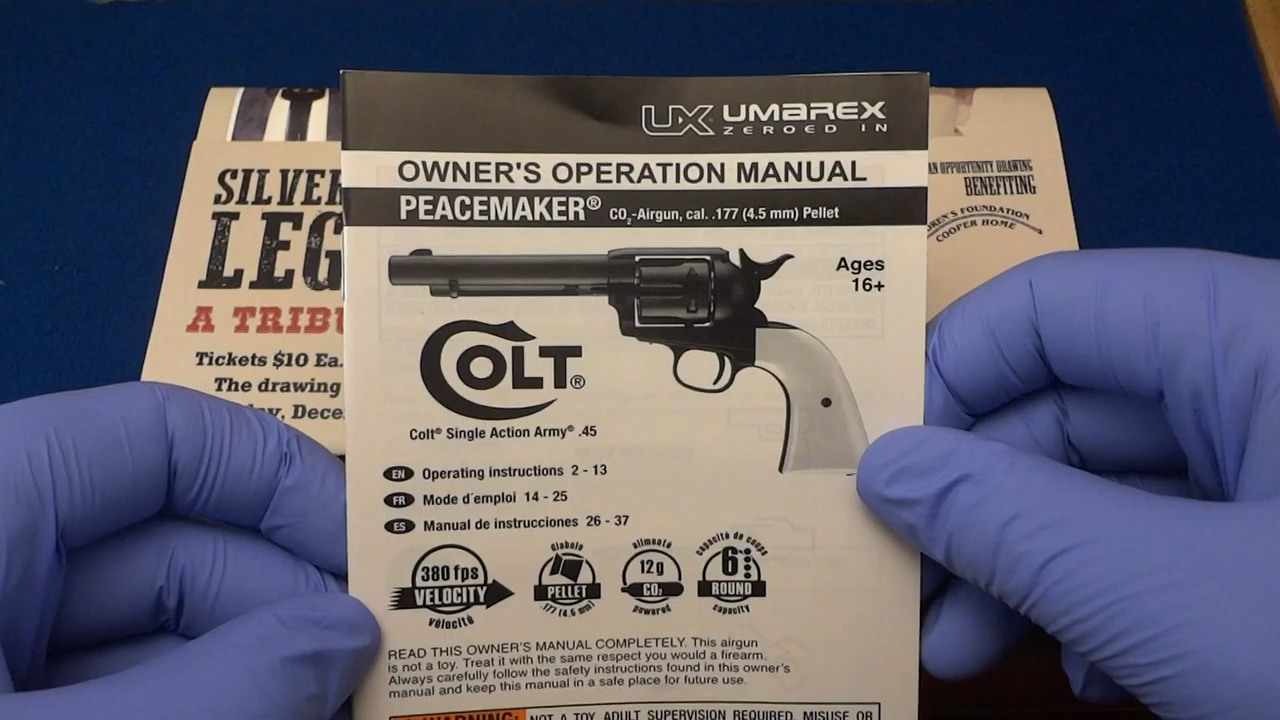 UX UMAREX
ZEROED IN
OWNER'S OPERATION MANUAL
PEACEMAKER® CO2-Airgun, cal. .177 (4.5 mm) Pellet
Ages
16+
COLT®
Colt® Single Action Army® .45
EN Operating instructions 2 - 13
FR Mode d´emploi 14 - 25
ES Manual de instrucciones 26 - 37
380 fps
VELOCITY
vélocité
diabolo
PELLET
.177 (4.5 mm)
alimenté
12g
CO2
powered
capacité de coups
6
ROUND
capacity
READ THIS OWNER'S MANUAL COMPLETELY. This airgun
is not a toy. Treat it with the same respect you would a firearm.
Always carefully follow the safety instructions found in this owner's
manual and keep this manual in a safe place for future use.
WARNING: NOT A TOY. ADULT SUPERVISION REQUIRED. MISUSE OR
SILVER
LEG
A TRIBU
Tickets $10 Ea.
The drawing
Dece
AN OPPORTUNITY DRAWING
BENEFITING
REN'S FOUNDATION
COOPER HOME